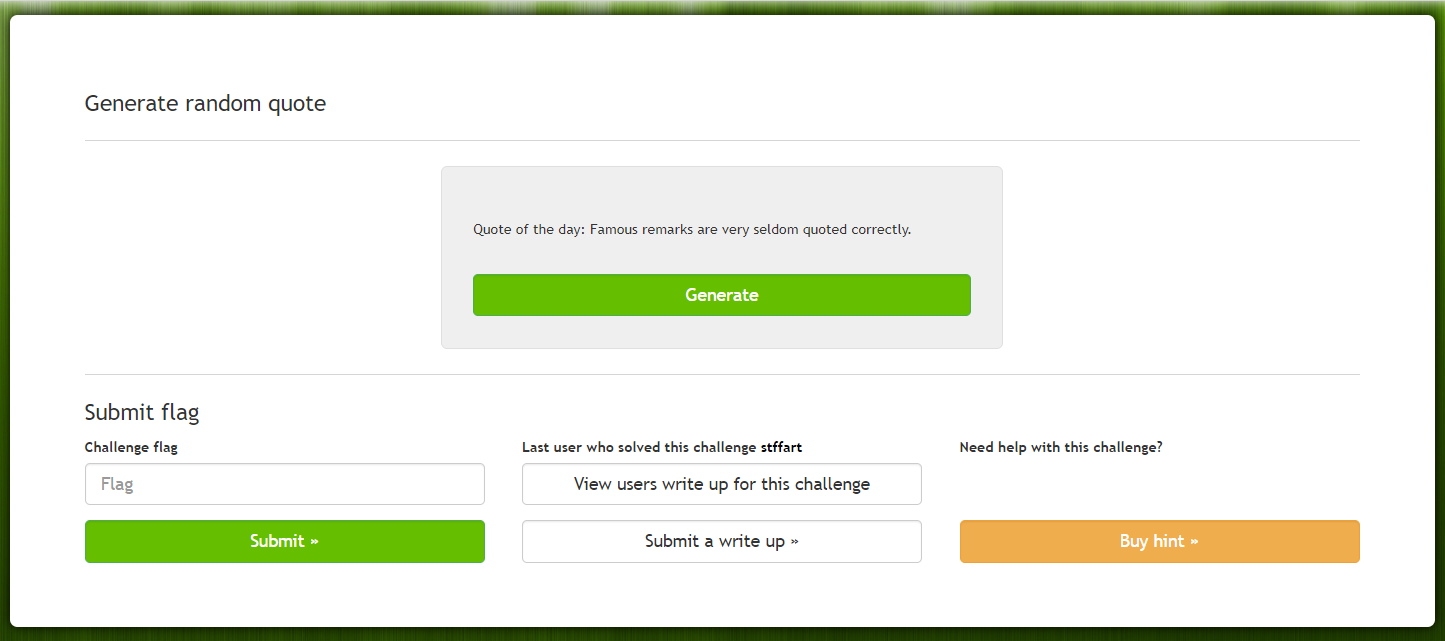 Generate random quote
Quote of the day: Famous remarks are very seldom quoted correctly.
Generate
Submit flag
Challenge flag
Flag
Submit »
Last user who solved this challenge stffart
View users write up for this challenge
Submit a write up »
Need help with this challenge?
Buy hint »